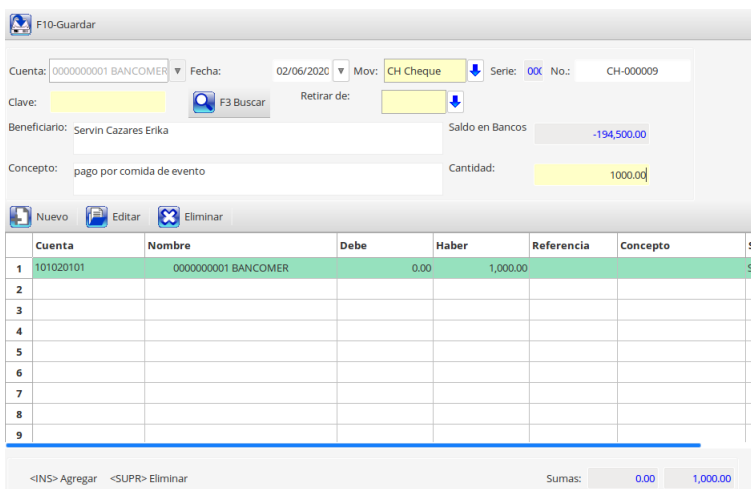 F10-Guardar
Cuenta: 0000000001 BANCOMER Fecha: 02/06/2020 Mov: CH Cheque Serie: 000 No.: CH-000009
Clave: F3 Buscar Retirar de:
Beneficiario: Servin Cazares Erika Saldo en Bancos -194,500.00
Concepto: pago por comida de evento Cantidad: 1000.00
Nuevo Editar Eliminar
Cuenta Nombre Debe Haber Referencia Concepto
1 101020101 0000000001 BANCOMER 0.00 1,000.00
2
3
4
5
6
7
8
9
<INS> Agregar <SUPR> Eliminar Sumas: 0.00 1,000.00